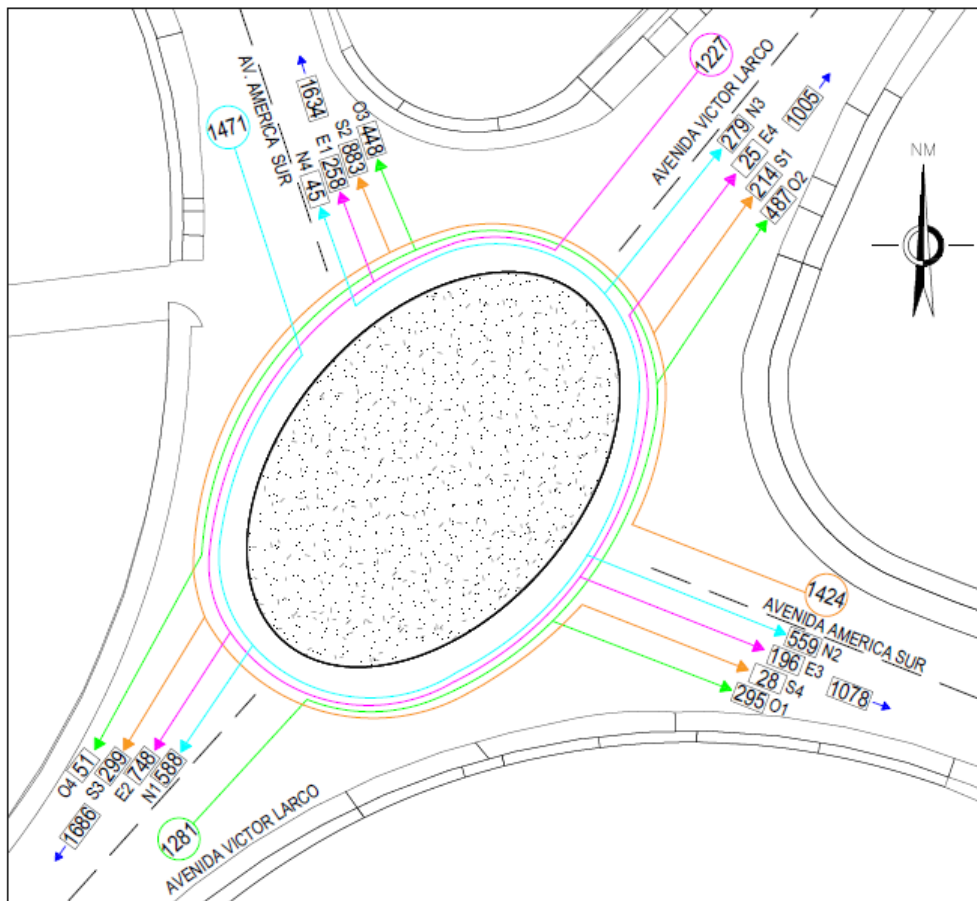 AV. AMERICA SUR
1471
1634
O3 448
S2 883
E1 258
N4 45
1227
AVENIDA VICTOR LARCO
279 N3
25 E4
214 S1
487 O2
1005
NM
1424
AVENIDA AMERICA SUR
559 N2
196 E3
28 S4
295 O1
1078
O4 51
S3 299
E2 748
N1 588
1686
1281
AVENIDA VICTOR LARCO